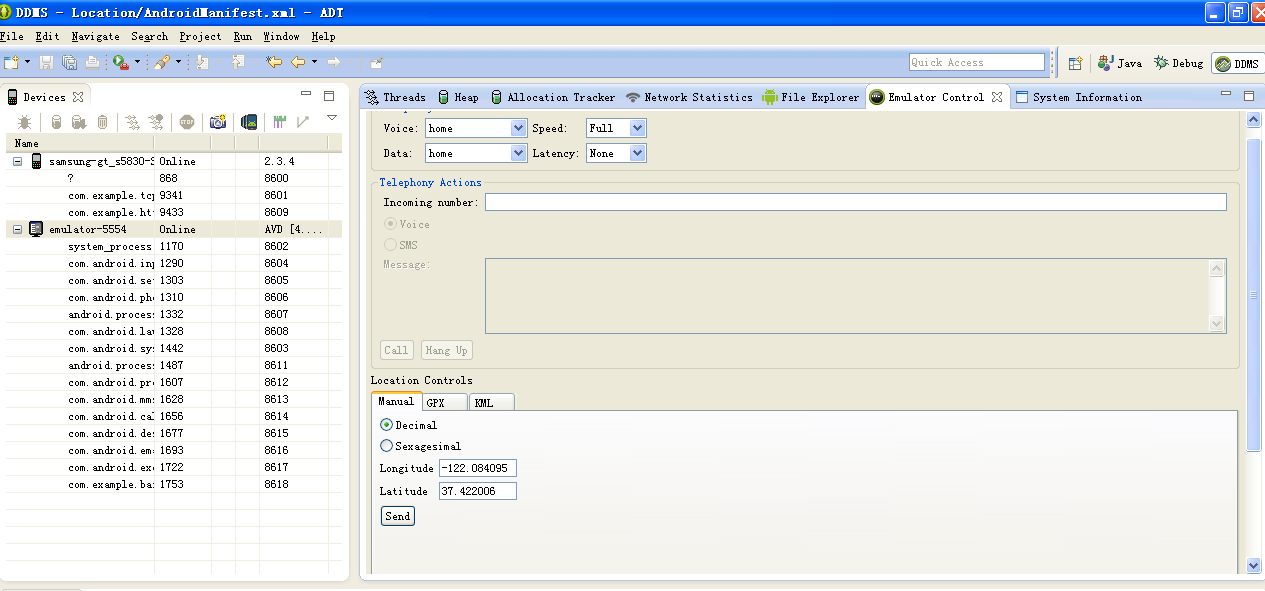 DDMS - Location/AndroidManifest.xml - ADT
File Edit Navigate Search Project Run Window Help
Quick Access Java Debug DDMS
Devices
Name
samsung-gt_s5830-S Online 2.3.4
? 868 8600
com.example.tcp 9341 8601
com.example.ht 9433 8609
emulator-5554 Online AVD [4....
system_process 1170 8602
com.android.inp 1290 8604
com.android.se 1303 8605
com.android.ph 1310 8606
android.proces 1332 8607
com.android.la 1328 8608
com.android.sy 1442 8603
android.proces 1487 8611
com.android.pr 1607 8612
com.android.mm 1628 8613
com.android.ca 1656 8614
com.android.de 1677 8615
com.android.em 1693 8616
com.android.ex 1722 8617
com.example.ba 1753 8618
Threads Heap Allocation Tracker Network Statistics File Explorer Emulator Control System Information
Voice: home Speed: Full
Data: home Latency: None
Telephony Actions
Incoming number:
Voice
SMS
Message:
Call Hang Up
Location Controls
Manual GPX KML
Decimal
Sexagesimal
Longitude -122.084095
Latitude 37.422006
Send